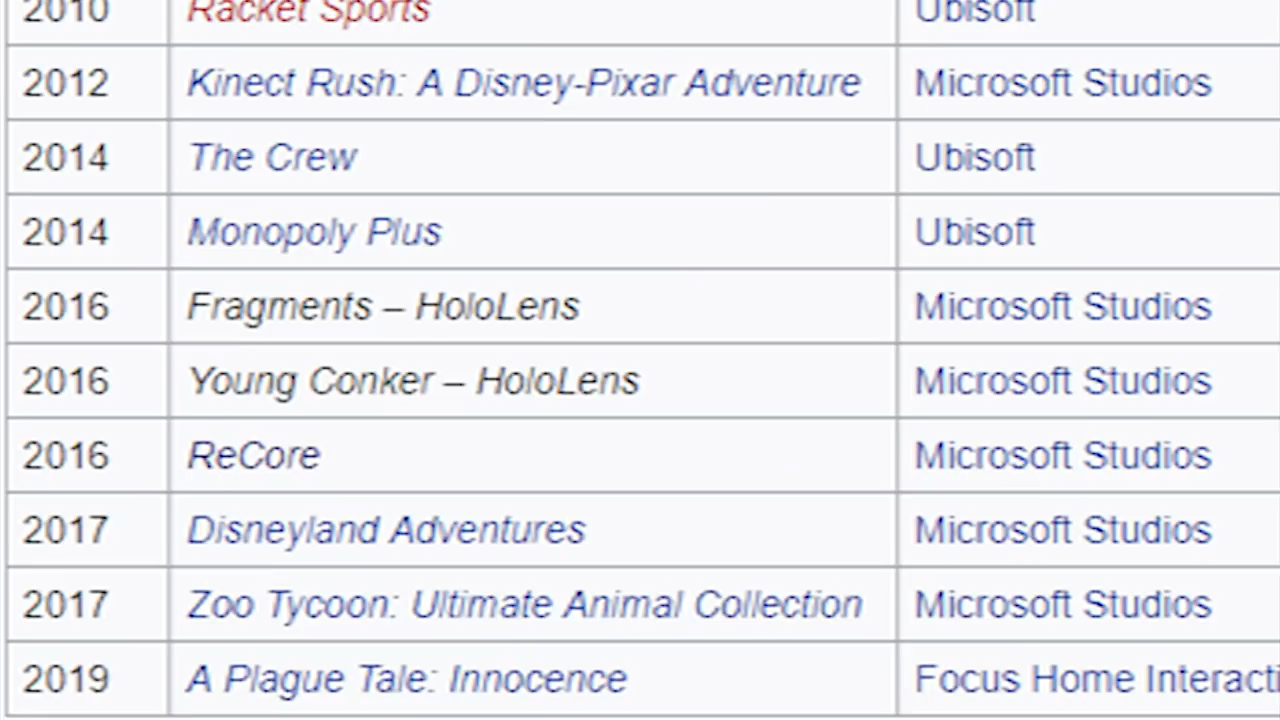 2010 Racket Sports Ubisoft
2012 Kinect Rush: A Disney-Pixar Adventure Microsoft Studios
2014 The Crew Ubisoft
2014 Monopoly Plus Ubisoft
2016 Fragments – HoloLens Microsoft Studios
2016 Young Conker – HoloLens Microsoft Studios
2016 ReCore Microsoft Studios
2017 Disneyland Adventures Microsoft Studios
2017 Zoo Tycoon: Ultimate Animal Collection Microsoft Studios
2019 A Plague Tale: Innocence Focus Home Interacti